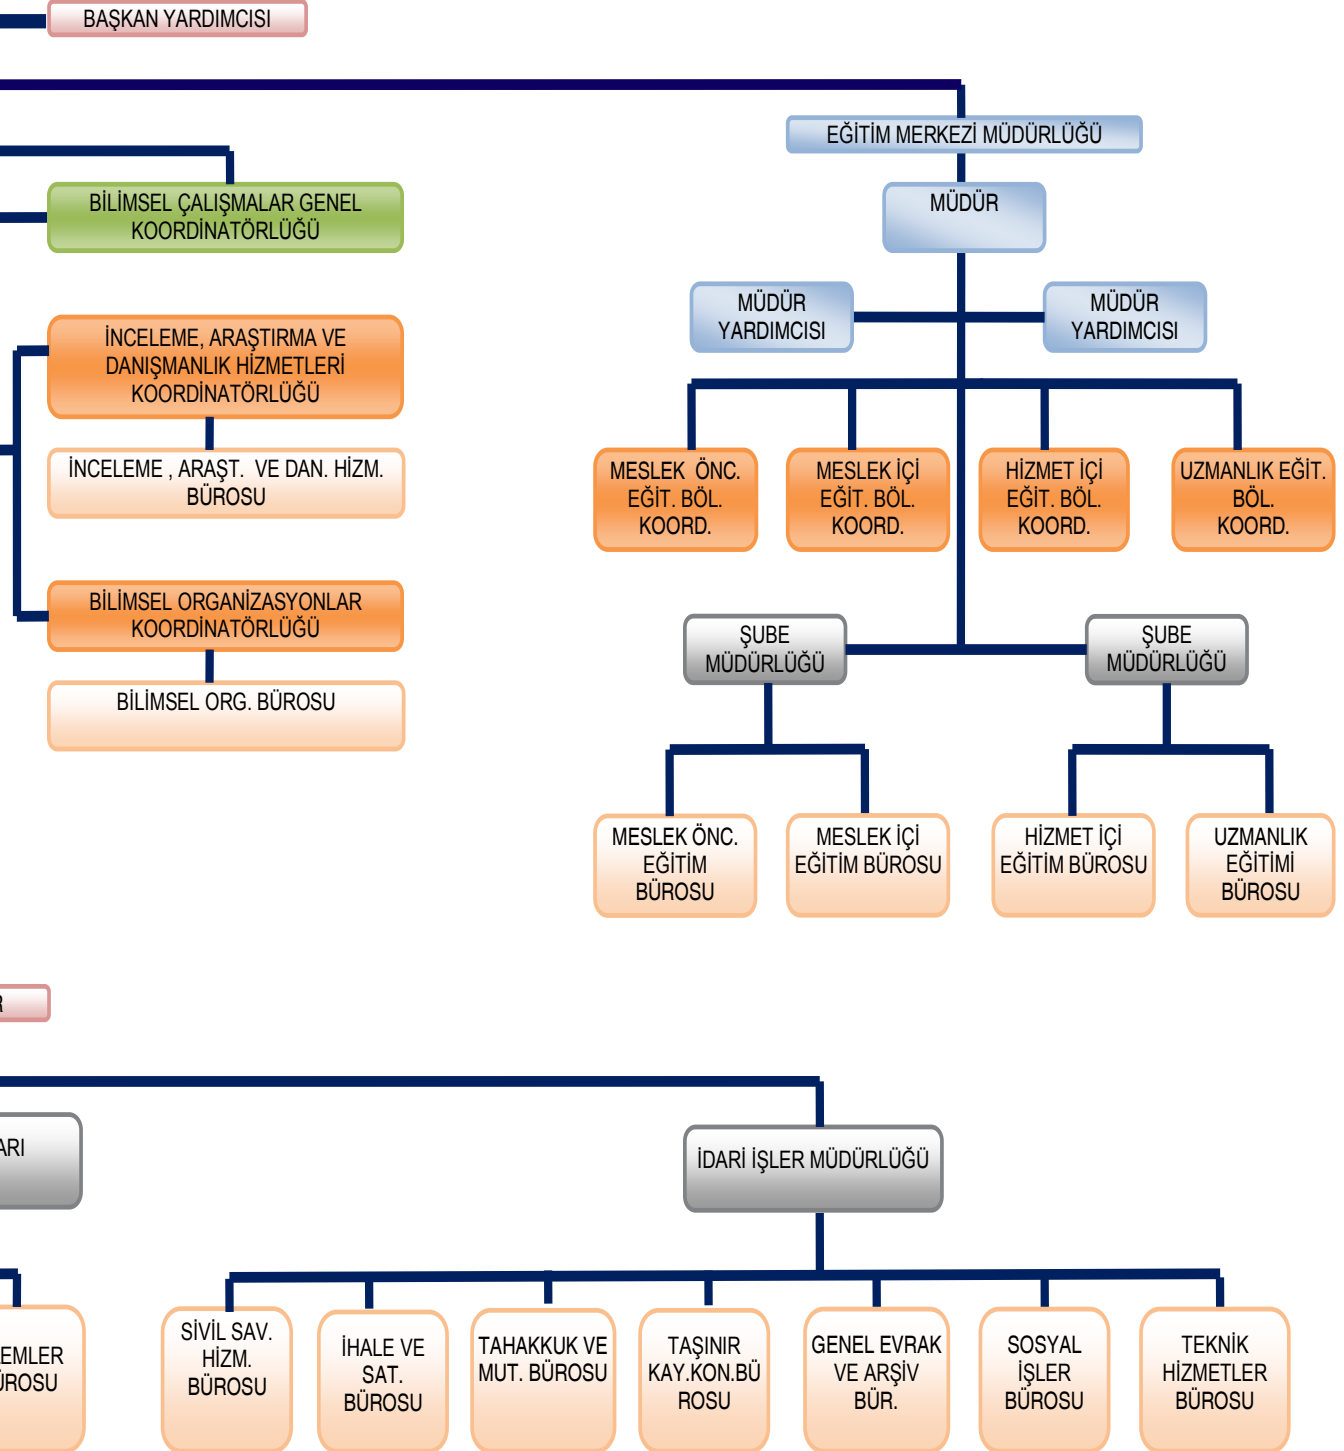 BAŞKAN YARDIMCISI
EĞİTİM MERKEZİ MÜDÜRLÜĞÜ
BİLİMSEL ÇALIŞMALAR GENEL
KOORDİNATÖRLÜĞÜ
MÜDÜR
MÜDÜR
YARDIMCISI
MÜDÜR
YARDIMCISI
İNCELEME, ARAŞTIRMA VE
DANIŞMANLIK HİZMETLERİ
KOORDİNATÖRLÜĞÜ
İNCELEME , ARAŞT.  VE DAN. HİZM.
BÜROSU
MESLEK  ÖNC.
EĞİT. BÖL.
KOORD.
MESLEK İÇİ
EĞİT. BÖL.
KOORD.
HİZMET İÇİ
EĞİT. BÖL.
KOORD.
UZMANLIK EĞİT.
BÖL.
KOORD.
BİLİMSEL ORGANİZASYONLAR
KOORDİNATÖRLÜĞÜ
BİLİMSEL ORG. BÜROSU
ŞUBE
MÜDÜRLÜĞÜ
ŞUBE
MÜDÜRLÜĞÜ
MESLEK ÖNC.
EĞİTİM
BÜROSU
MESLEK İÇİ
EĞİTİM BÜROSU
HİZMET İÇİ
EĞİTİM BÜROSU
UZMANLIK
EĞİTİMİ
BÜROSU
R
ARI
İDARİ İŞLER MÜDÜRLÜĞÜ
EMLER
ÜROSU
SİVİL SAV.
HİZM.
BÜROSU
İHALE VE
SAT.
BÜROSU
TAHAKKUK VE
MUT. BÜROSU
TAŞINIR
KAY.KON.BÜ
ROSU
GENEL EVRAK
VE ARŞİV
BÜR.
SOSYAL
İŞLER
BÜROSU
TEKNİK
HİZMETLER
BÜROSU